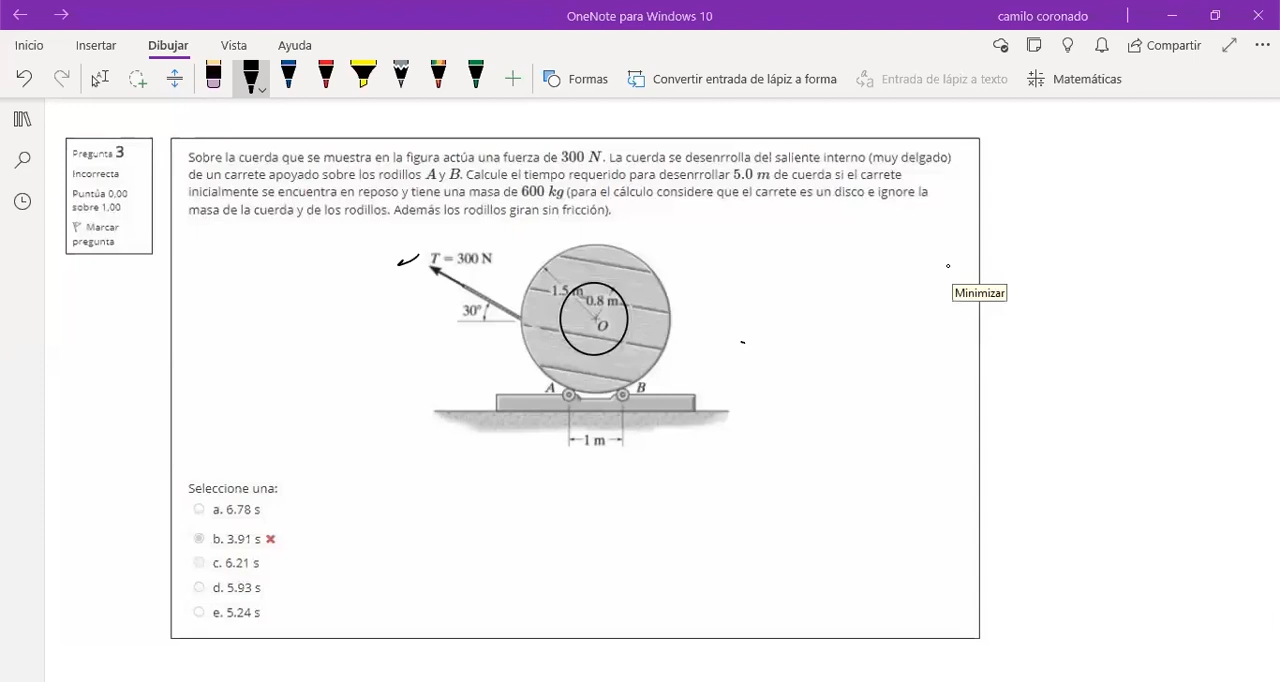 OneNote para Windows 10
camilo coronado
Inicio Insertar Dibujar Vista Ayuda
Compartir
Formas Convertir entrada de lápiz a forma Entrada de lápiz a texto Matemáticas
Pregunta 3
Incorrecta
Puntúa 0,00
sobre 1,00
Marcar
pregunta
Sobre la cuerda que se muestra en la figura actúa una fuerza de 300 N. La cuerda se desenrrolla del saliente interno (muy delgado)
de un carrete apoyado sobre los rodillos A y B. Calcule el tiempo requerido para desenrrollar 5.0 m de cuerda si el carrete
inicialmente se encuentra en reposo y tiene una masa de 600 kg (para el cálculo considere que el carrete es un disco e ignore la
masa de la cuerda y de los rodillos. Además los rodillos giran sin fricción).
T = 300 N
30°
1.5 m
0.8 m
O
A
B
1 m
Minimizar
Seleccione una:
a. 6.78 s
b. 3.91 s
c. 6.21 s
d. 5.93 s
e. 5.24 s